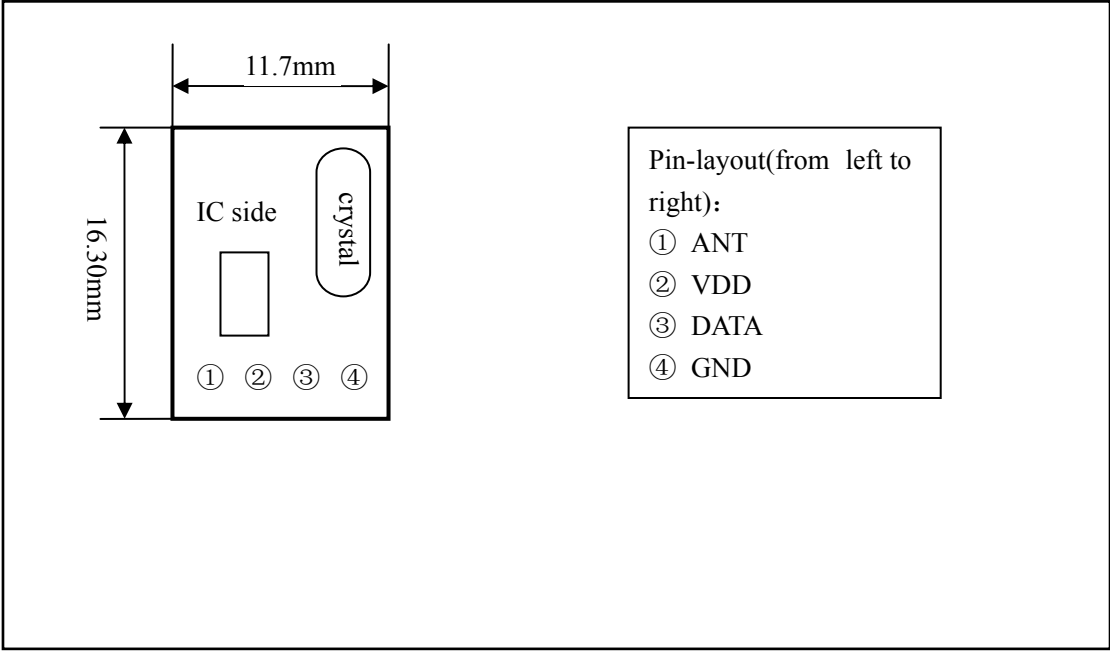 11.7mm
16.30mm
IC side
crystal
① ② ③ ④
Pin-layout(from left to
right)：
① ANT
② VDD
③ DATA
④ GND